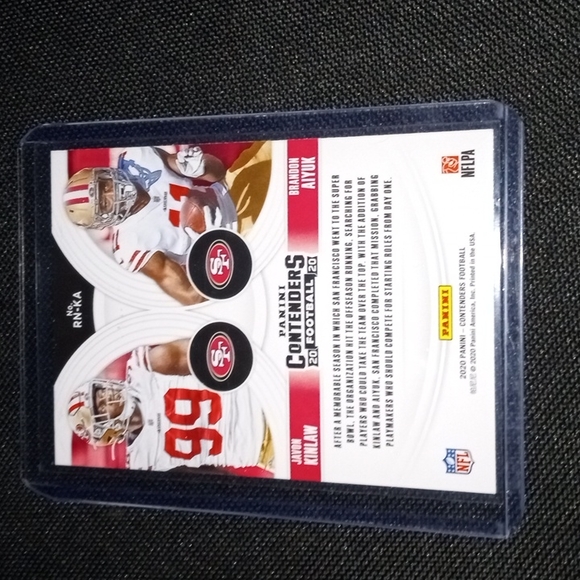 No.
RN-KA
99
11
SF
SF
JAVON
KINLAW
PANINI
CONTENDERS
20 FOOTBALL 20
BRANDON
AIYUK
AFTER A MEMORABLE SEASON IN WHICH SAN FRANCISCO WENT TO THE SUPER
BOWL, THE ORGANIZATION HIT THE OFFSEASON RUNNING, SEARCHING FOR
PLAYERS WHO COULD TAKE THE TEAM OVER THE TOP. WITH THE ADDITION OF
KINLAW AND AIYUK, SAN FRANCISCO COMPLETED THAT MISSION, GRABBING
PLAYMAKERS WHO SHOULD COMPETE FOR STARTING ROLES FROM DAY ONE.
PANINI
2020 PANINI – CONTENDERS FOOTBALL
© 2020 Panini America, Inc. Printed in the USA.
NFL
NFLPA